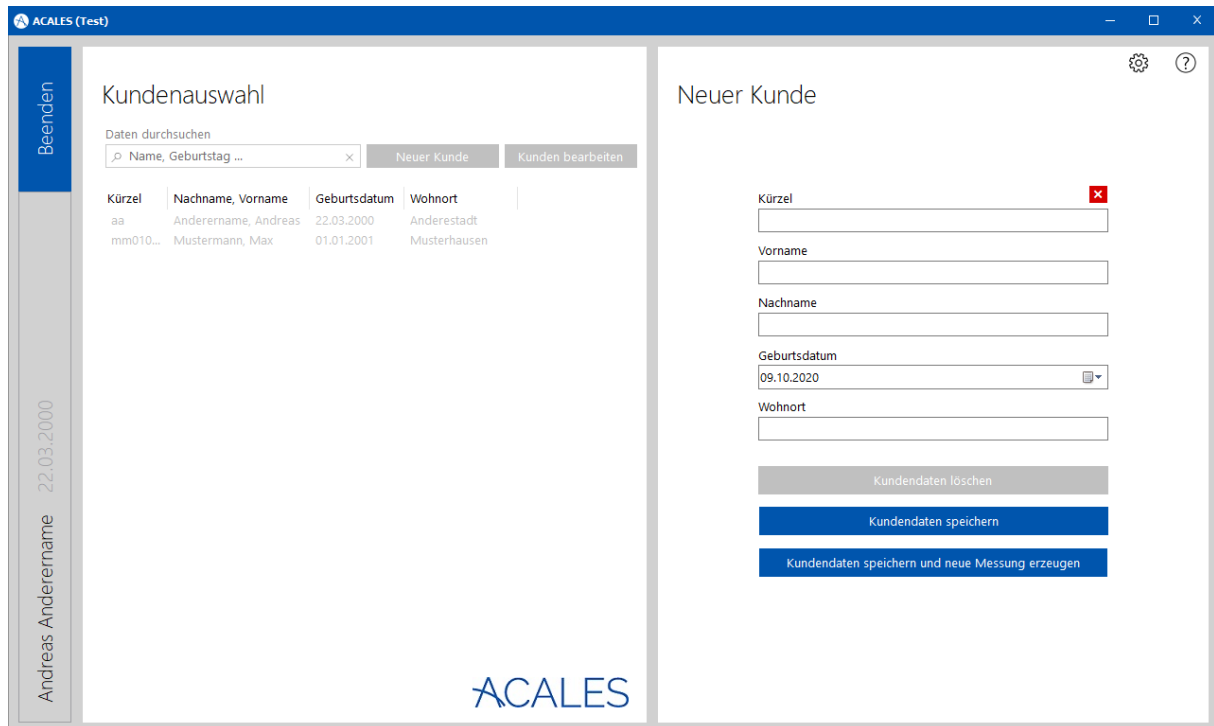 ACALES (Test)
Beenden
Andreas Anderername 22.03.2000
Kundenauswahl
Daten durchsuchen
Name, Geburtstag ...
Neuer Kunde
Kunden bearbeiten
Kürzel Nachname, Vorname Geburtsdatum Wohnort
aa Anderername, Andreas 22.03.2000 Anderestadt
mm010... Mustermann, Max 01.01.2001 Musterhausen
ACALES
Neuer Kunde
Kürzel
Vorname
Nachname
Geburtsdatum
09.10.2020
Wohnort
Kundendaten löschen
Kundendaten speichern
Kundendaten speichern und neue Messung erzeugen